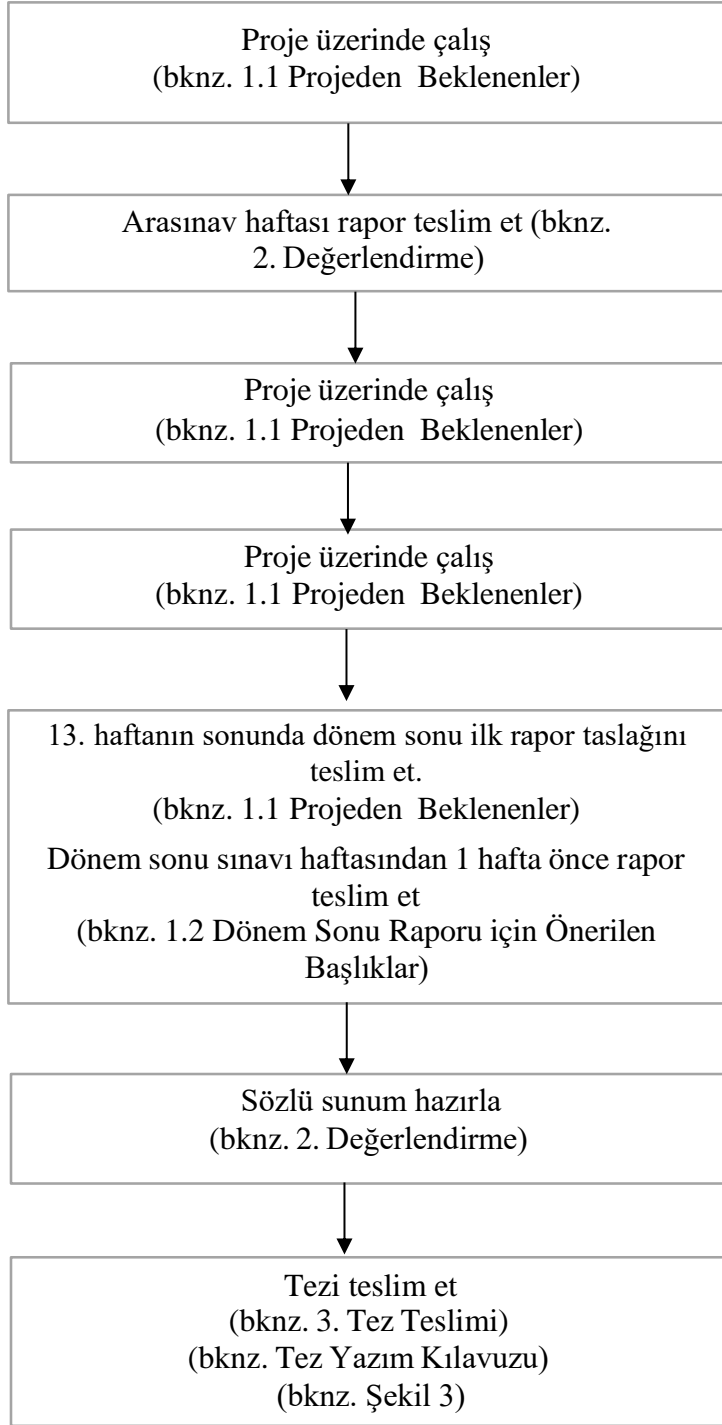 Proje üzerinde çalış
(bknz. 1.1 Projeden Beklenenler)
Arasınav haftası rapor teslim et (bknz.
2. Değerlendirme)
Proje üzerinde çalış
(bknz. 1.1 Projeden Beklenenler)
Proje üzerinde çalış
(bknz. 1.1 Projeden Beklenenler)
13. haftanın sonunda dönem sonu ilk rapor taslağını
teslim et.
(bknz. 1.1 Projeden Beklenenler)
Dönem sonu sınavı haftasından 1 hafta önce rapor
teslim et
(bknz. 1.2 Dönem Sonu Raporu için Önerilen
Başlıklar)
Sözlü sunum hazırla
(bknz. 2. Değerlendirme)
Tezi teslim et
(bknz. 3. Tez Teslimi)
(bknz. Tez Yazım Kılavuzu)
(bknz. Şekil 3)